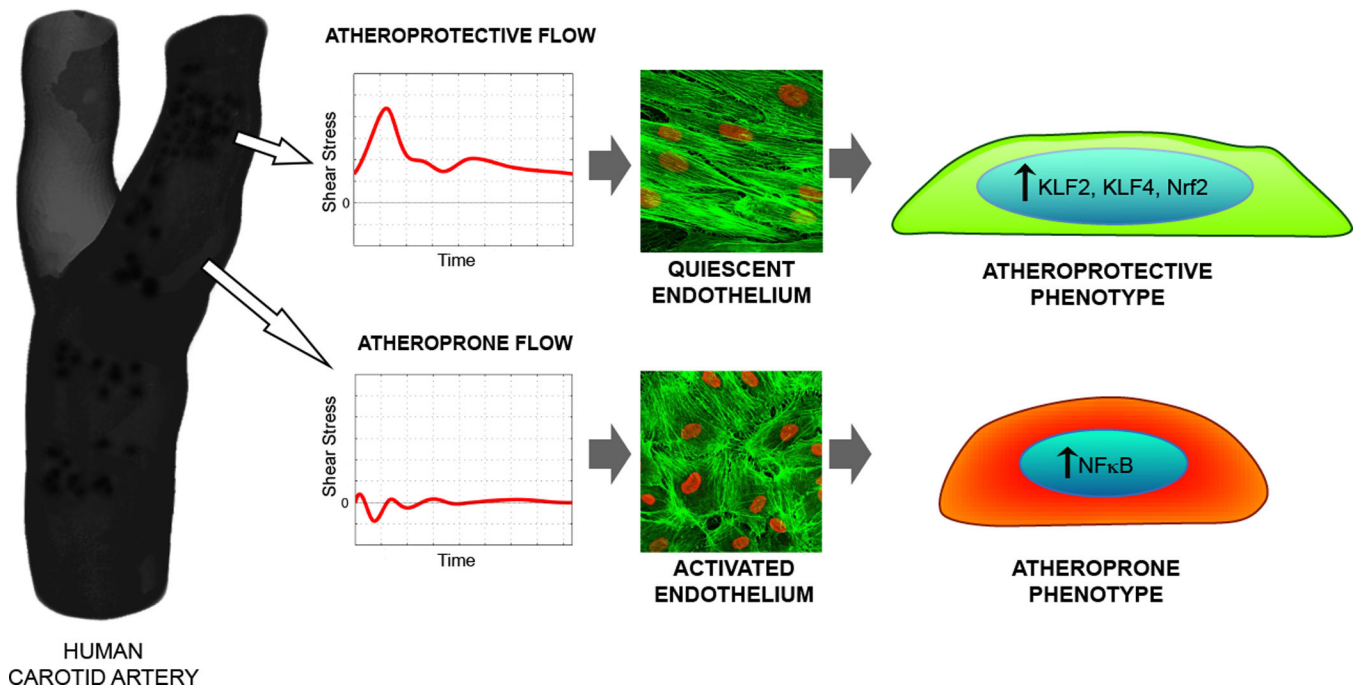 ATHEROPROTECTIVE FLOW
Shear Stress
0
Time
QUIESCENT
ENDOTHELIUM
↑KLF2, KLF4, Nrf2
ATHEROPROTECTIVE
PHENOTYPE
ATHEROPRONE FLOW
Shear Stress
0
Time
ACTIVATED
ENDOTHELIUM
↑NFκB
ATHEROPRONE
PHENOTYPE
HUMAN
CAROTID ARTERY